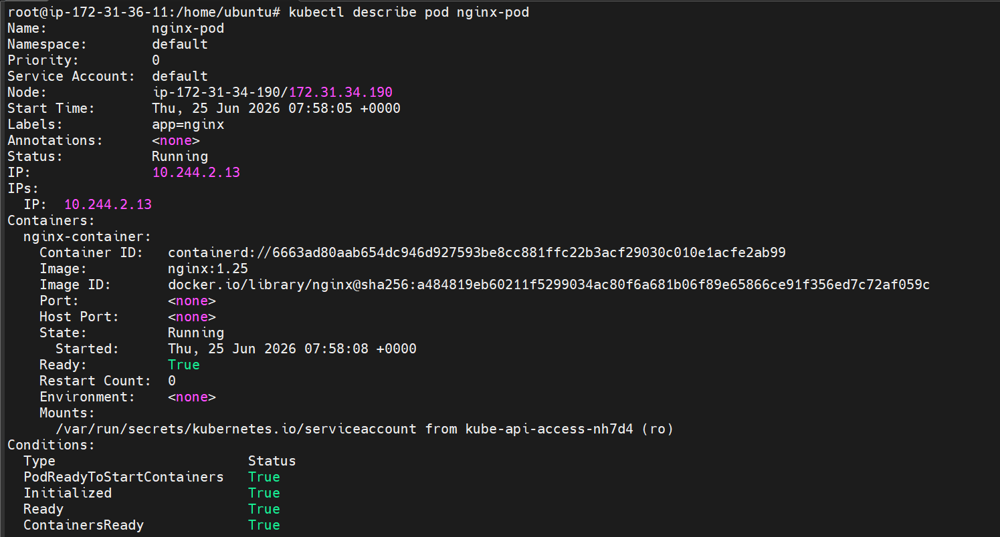 root@ip-172-31-36-11:/home/ubuntu# kubectl describe pod nginx-pod
Name:             nginx-pod
Namespace:        default
Priority:         0
Service Account:  default
Node:             ip-172-31-34-190/172.31.34.190
Start Time:       Thu, 25 Jun 2026 07:58:05 +0000
Labels:           app=nginx
Annotations:      <none>
Status:           Running
IP:               10.244.2.13
IPs:
  IP:  10.244.2.13
Containers:
  nginx-container:
    Container ID:   containerd://6663ad80aab654dc946d927593be8cc881ffc22b3acf29030c010e1acfe2ab99
    Image:          nginx:1.25
    Image ID:       docker.io/library/nginx@sha256:a484819eb60211f5299034ac80f6a681b06f89e65866ce91f356ed7c72af059c
    Port:           <none>
    Host Port:      <none>
    State:          Running
      Started:      Thu, 25 Jun 2026 07:58:08 +0000
    Ready:          True
    Restart Count:  0
    Environment:    <none>
    Mounts:
      /var/run/secrets/kubernetes.io/serviceaccount from kube-api-access-nh7d4 (ro)
Conditions:
  Type                        Status
  PodReadyToStartContainers   True
  Initialized                 True
  Ready                       True
  ContainersReady             True